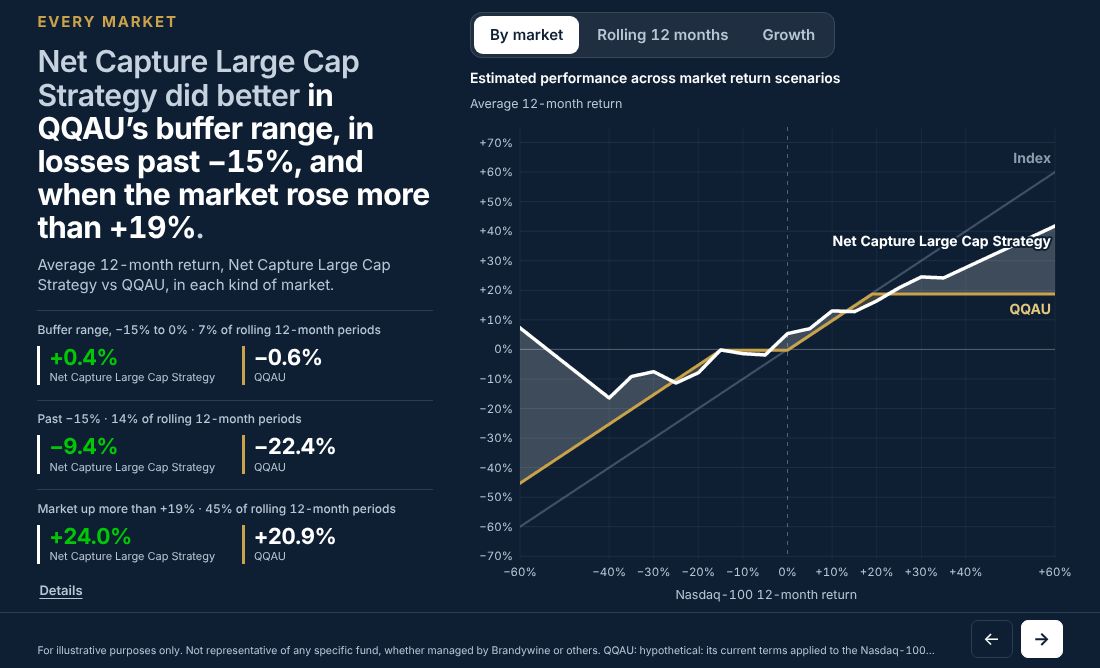 EVERY MARKET
Net Capture Large Cap
Strategy did better in
QQAU’s buffer range, in
losses past −15%, and
when the market rose more
than +19%.
Average 12-month return, Net Capture Large Cap
Strategy vs QQAU, in each kind of market.
Buffer range, −15% to 0% · 7% of rolling 12-month periods
+0.4%
Net Capture Large Cap Strategy
−0.6%
QQAU
Past −15% · 14% of rolling 12-month periods
−9.4%
Net Capture Large Cap Strategy
−22.4%
QQAU
Market up more than +19% · 45% of rolling 12-month periods
+24.0%
Net Capture Large Cap Strategy
+20.9%
QQAU
Details
By market
Rolling 12 months
Growth
Estimated performance across market return scenarios
Average 12-month return
+70%
+60%
+50%
+40%
+30%
+20%
+10%
0%
−10%
−20%
−30%
−40%
−50%
−60%
−70%
Index
Net Capture Large Cap Strategy
QQAU
−60% −40% −30% −20% −10% 0% +10% +20% +30% +40% +60%
Nasdaq-100 12-month return
For illustrative purposes only. Not representative of any specific fund, whether managed by Brandywine or others. QQAU: hypothetical: its current terms applied to the Nasdaq-100…